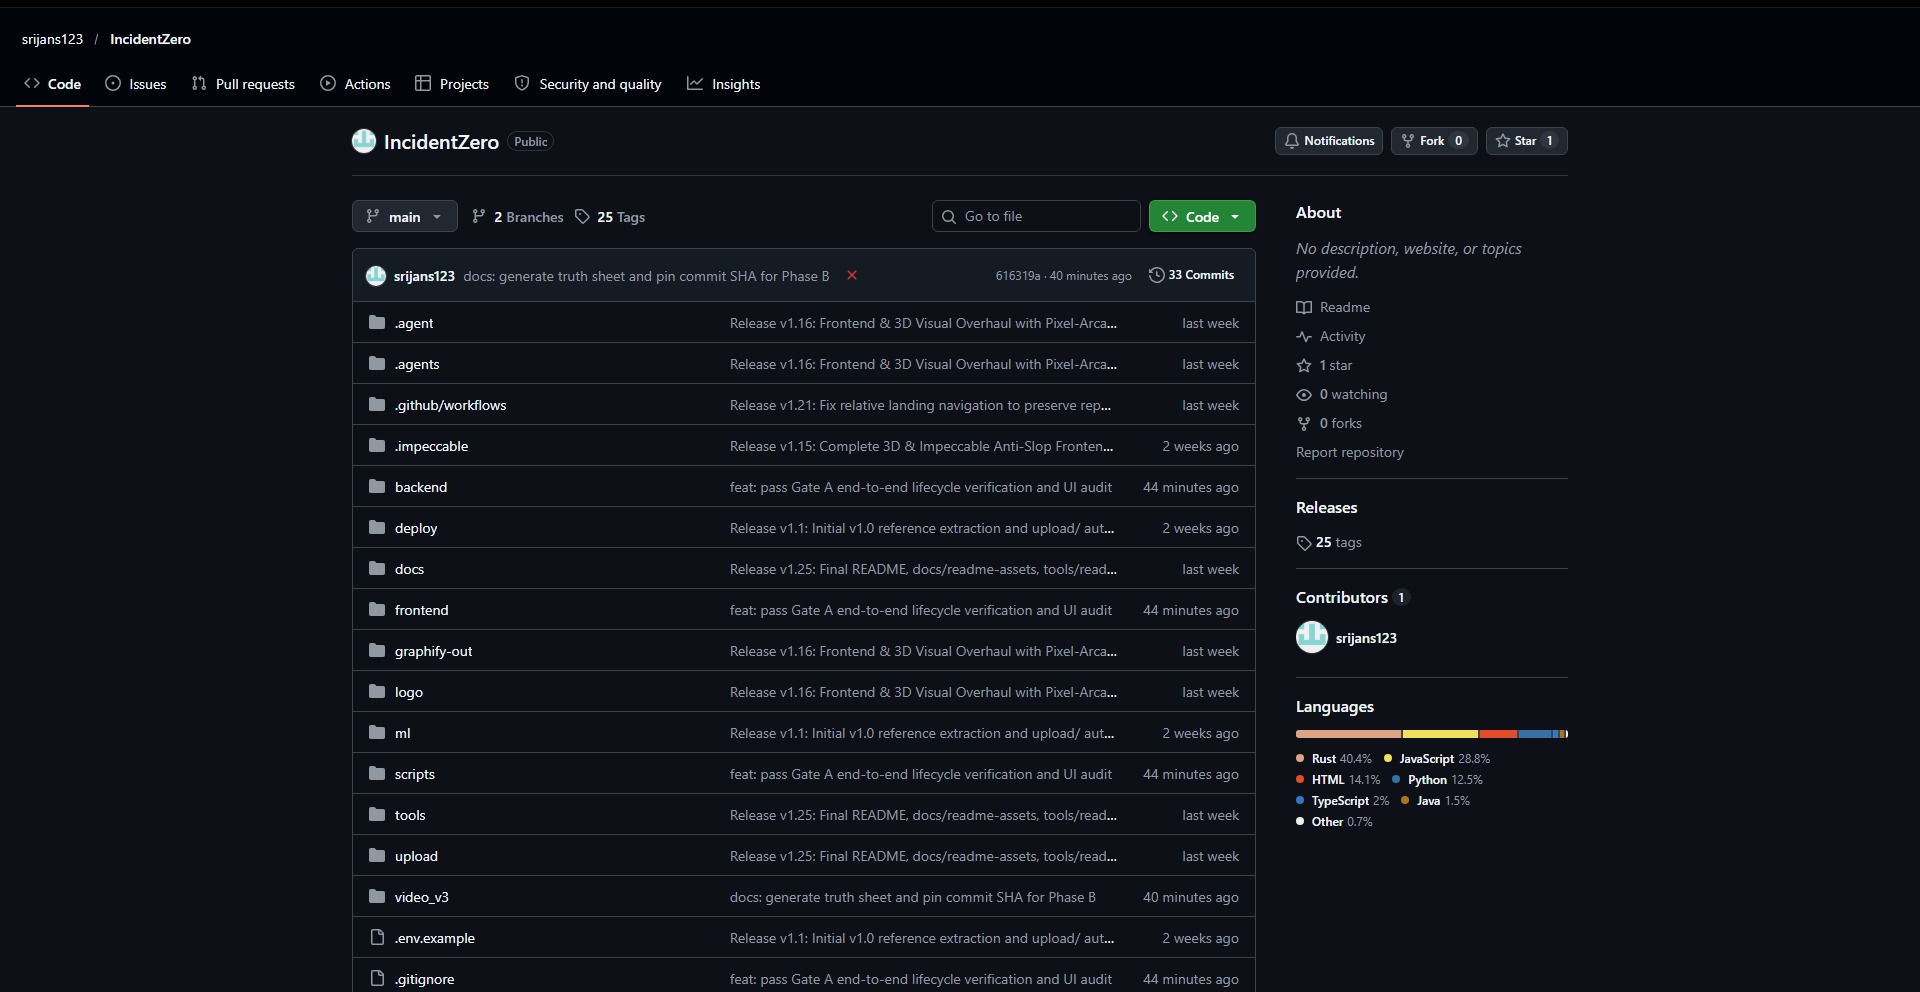 srijans123 / IncidentZero
Code Issues Pull requests Actions Projects Security and quality Insights
IncidentZero Public
Notifications Fork 0 Star 1
main 2 Branches 25 Tags Go to file Code
srijans123 docs: generate truth sheet and pin commit SHA for Phase B 616319a · 40 minutes ago 33 Commits
.agent Release v1.16: Frontend & 3D Visual Overhaul with Pixel-Arca... last week
.agents Release v1.16: Frontend & 3D Visual Overhaul with Pixel-Arca... last week
.github/workflows Release v1.21: Fix relative landing navigation to preserve rep... last week
.impeccable Release v1.15: Complete 3D & Impeccable Anti-Slop Fronten... 2 weeks ago
backend feat: pass Gate A end-to-end lifecycle verification and UI audit 44 minutes ago
deploy Release v1.1: Initial v1.0 reference extraction and upload/ aut... 2 weeks ago
docs Release v1.25: Final README, docs/readme-assets, tools/read... last week
frontend feat: pass Gate A end-to-end lifecycle verification and UI audit 44 minutes ago
graphify-out Release v1.16: Frontend & 3D Visual Overhaul with Pixel-Arca... last week
logo Release v1.16: Frontend & 3D Visual Overhaul with Pixel-Arca... last week
ml Release v1.1: Initial v1.0 reference extraction and upload/ aut... 2 weeks ago
scripts feat: pass Gate A end-to-end lifecycle verification and UI audit 44 minutes ago
tools Release v1.25: Final README, docs/readme-assets, tools/read... last week
upload Release v1.25: Final README, docs/readme-assets, tools/read... last week
video_v3 docs: generate truth sheet and pin commit SHA for Phase B 40 minutes ago
.env.example Release v1.1: Initial v1.0 reference extraction and upload/ aut... 2 weeks ago
.gitignore feat: pass Gate A end-to-end lifecycle verification and UI audit 44 minutes ago
About
No description, website, or topics
provided.
Readme
Activity
1 star
0 watching
0 forks
Report repository
Releases
25 tags
Contributors 1
srijans123
Languages
Rust 40.4% JavaScript 28.8%
HTML 14.1% Python 12.5%
TypeScript 2% Java 1.5%
Other 0.7%